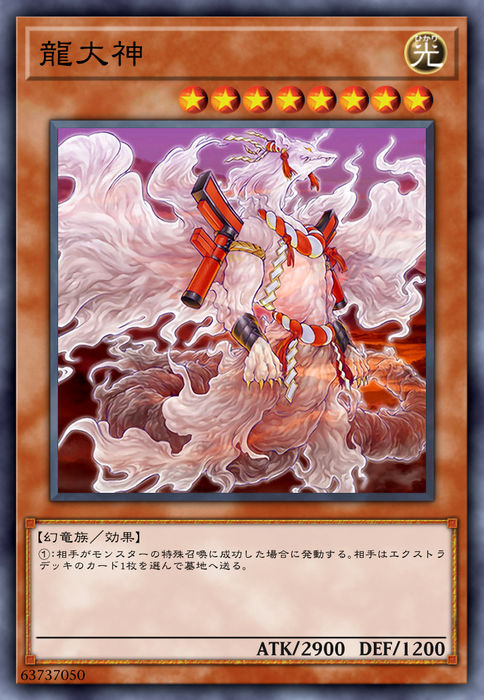 龍大神
ひかり
光
【幻竜族／効果】
①：相手がモンスターの特殊召喚に成功した場合に発動する。相手はエクストラ
デッキのカード1枚を選んで墓地へ送る。
ATK/2900 DEF/1200
63737050